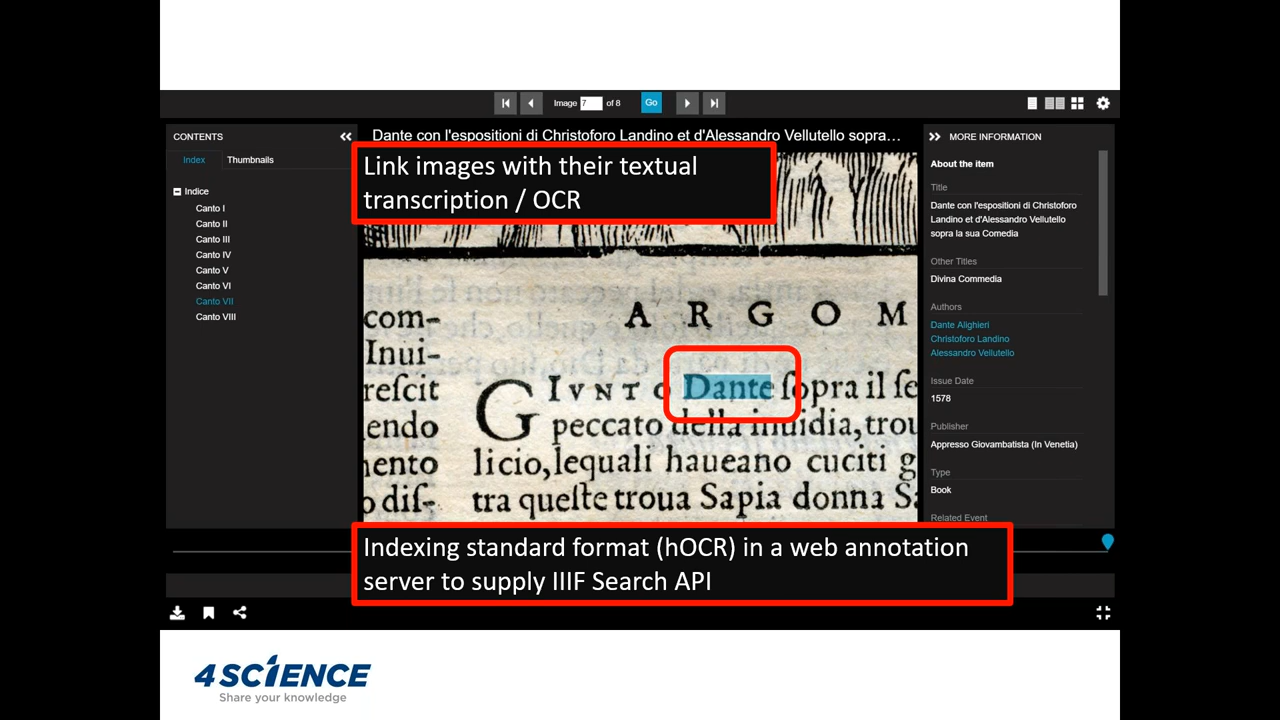 Image 7 of 8 Go
CONTENTS
Index Thumbnails
Indice
Canto I
Canto II
Canto III
Canto IV
Canto V
Canto VI
Canto VII
Canto VIII
Dante con l'espositioni di Christoforo Landino et d'Alessandro Vellutello sopra...
Link images with their textual
transcription / OCR
com-
Inui-
reſcit
endo
mento
o diſ-
A R G O M
GIVNTO Dante ſopra il ſe
peccato della inuidia, trou
licio, lequali haueano cuciti g
tra queſte troua Sapia donna Sa
Indexing standard format (hOCR) in a web annotation
server to supply IIIF Search API
MORE INFORMATION
About the item
Title
Dante con l'espositioni di Christoforo
Landino et d'Alessandro Vellutello
sopra la sua Comedia
Other Titles
Divina Commedia
Authors
Dante Alighieri
Christoforo Landino
Alessandro Vellutello
Issue Date
1578
Publisher
Appresso Giovambatista (In Venetia)
Type
Book
Related Event
4SCIENCE
Share your knowledge